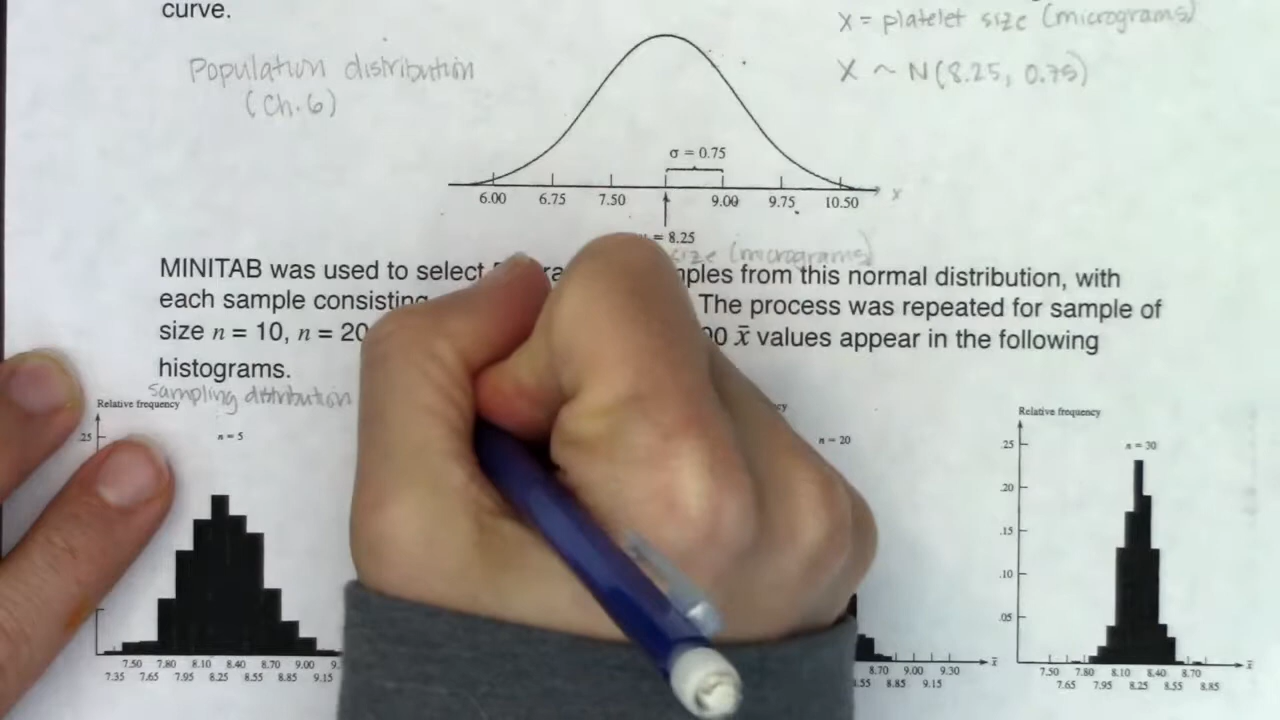 curve.
X = platelet size (micrograms)
Population distribution
(Ch. 6)
X ~ N(8.25, 0.75)
σ = 0.75
6.00 6.75 7.50 9.00 9.75 10.50 x
= 8.25
size (micrograms)
MINITAB was used to select samples from this normal distribution, with
each sample consisting The process was repeated for sample of
size n = 10, n = 20 x̄ values appear in the following
histograms.
Sampling distribution
Relative frequency
n = 5
.25
7.50 7.80 8.10 8.40 8.70 9.00
7.35 7.65 7.95 8.25 8.55 8.85 9.15
n = 20
8.70 9.00 9.30 x̄
8.85 9.15
Relative frequency
n = 30
.25
.20
.15
.10
.05
7.50 7.80 8.10 8.40 8.70 x̄
7.65 7.95 8.25 8.55 8.85